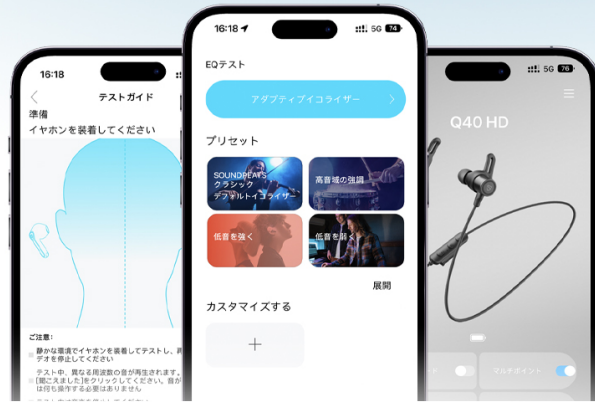 16:18
テストガイド
準備
イヤホンを装着してください
ご注意:
静かな環境でイヤホンを装着してテストし、
デオを停止してください
テスト中、異なる周波数の音が再生されます。
[聞こえました]をクリックしてください。音が
は何も操作する必要はありません
16:18
5G 74
EQテスト
アダプティブイコライザー
プリセット
SOUNDPEATS
クラシック
デフォルトイコライザー
高音域の強調
低音を強く
低音を弱く
展開
カスタマイズする
5G 76
Q40 HD
ド
マルチポイント